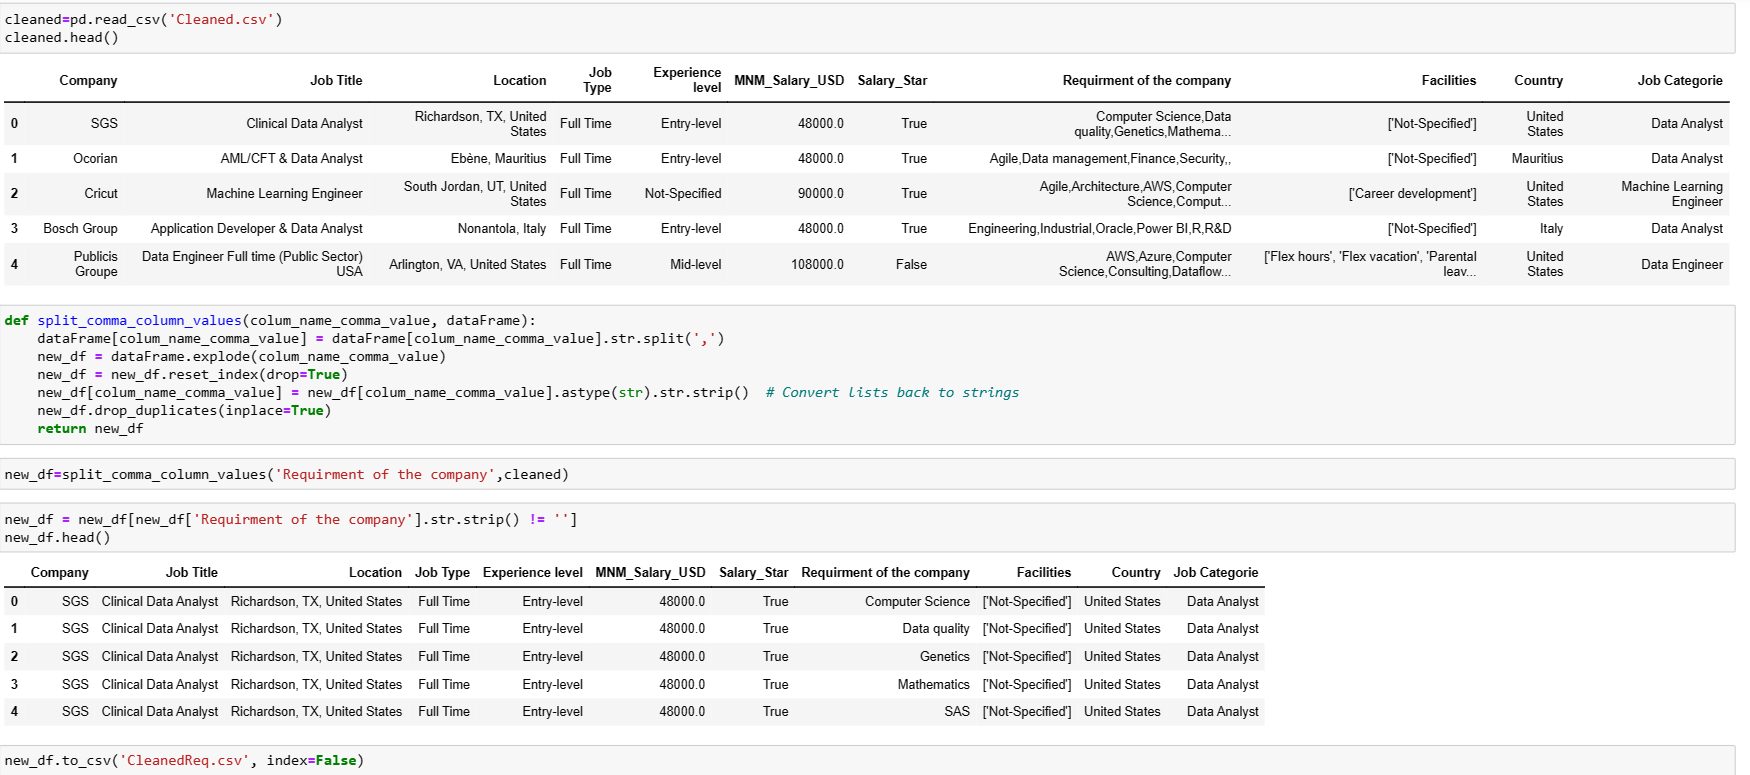 cleaned=pd.read_csv('Cleaned.csv')
cleaned.head()
Company Job Title Location Job Type Experience level MNM_Salary_USD Salary_Star Requirment of the company Facilities Country Job Categorie
0 SGS Clinical Data Analyst Richardson, TX, United States Full Time Entry-level 48000.0 True Computer Science,Data quality,Genetics,Mathema... ['Not-Specified'] United States Data Analyst
1 Ocorian AML/CFT & Data Analyst Ebène, Mauritius Full Time Entry-level 48000.0 True Agile,Data management,Finance,Security,, ['Not-Specified'] Mauritius Data Analyst
2 Cricut Machine Learning Engineer South Jordan, UT, United States Full Time Not-Specified 90000.0 True Agile,Architecture,AWS,Computer Science,Comput... ['Career development'] United States Machine Learning Engineer
3 Bosch Group Application Developer & Data Analyst Nonantola, Italy Full Time Entry-level 48000.0 True Engineering,Industrial,Oracle,Power BI,R,R&D ['Not-Specified'] Italy Data Analyst
4 Publicis Groupe Data Engineer Full time (Public Sector) USA Arlington, VA, United States Full Time Mid-level 108000.0 False AWS,Azure,Computer Science,Consulting,Dataflow... ['Flex hours', 'Flex vacation', 'Parental leav... United States Data Engineer
def split_comma_column_values(colum_name_comma_value, dataFrame):
    dataFrame[colum_name_comma_value] = dataFrame[colum_name_comma_value].str.split(',')
    new_df = dataFrame.explode(colum_name_comma_value)
    new_df = new_df.reset_index(drop=True)
    new_df[colum_name_comma_value] = new_df[colum_name_comma_value].astype(str).str.strip()  # Convert lists back to strings
    new_df.drop_duplicates(inplace=True)
    return new_df
new_df=split_comma_column_values('Requirment of the company',cleaned)
new_df = new_df[new_df['Requirment of the company'].str.strip() != '']
new_df.head()
Company Job Title Location Job Type Experience level MNM_Salary_USD Salary_Star Requirment of the company Facilities Country Job Categorie
0 SGS Clinical Data Analyst Richardson, TX, United States Full Time Entry-level 48000.0 True Computer Science ['Not-Specified'] United States Data Analyst
1 SGS Clinical Data Analyst Richardson, TX, United States Full Time Entry-level 48000.0 True Data quality ['Not-Specified'] United States Data Analyst
2 SGS Clinical Data Analyst Richardson, TX, United States Full Time Entry-level 48000.0 True Genetics ['Not-Specified'] United States Data Analyst
3 SGS Clinical Data Analyst Richardson, TX, United States Full Time Entry-level 48000.0 True Mathematics ['Not-Specified'] United States Data Analyst
4 SGS Clinical Data Analyst Richardson, TX, United States Full Time Entry-level 48000.0 True SAS ['Not-Specified'] United States Data Analyst
new_df.to_csv('CleanedReq.csv', index=False)